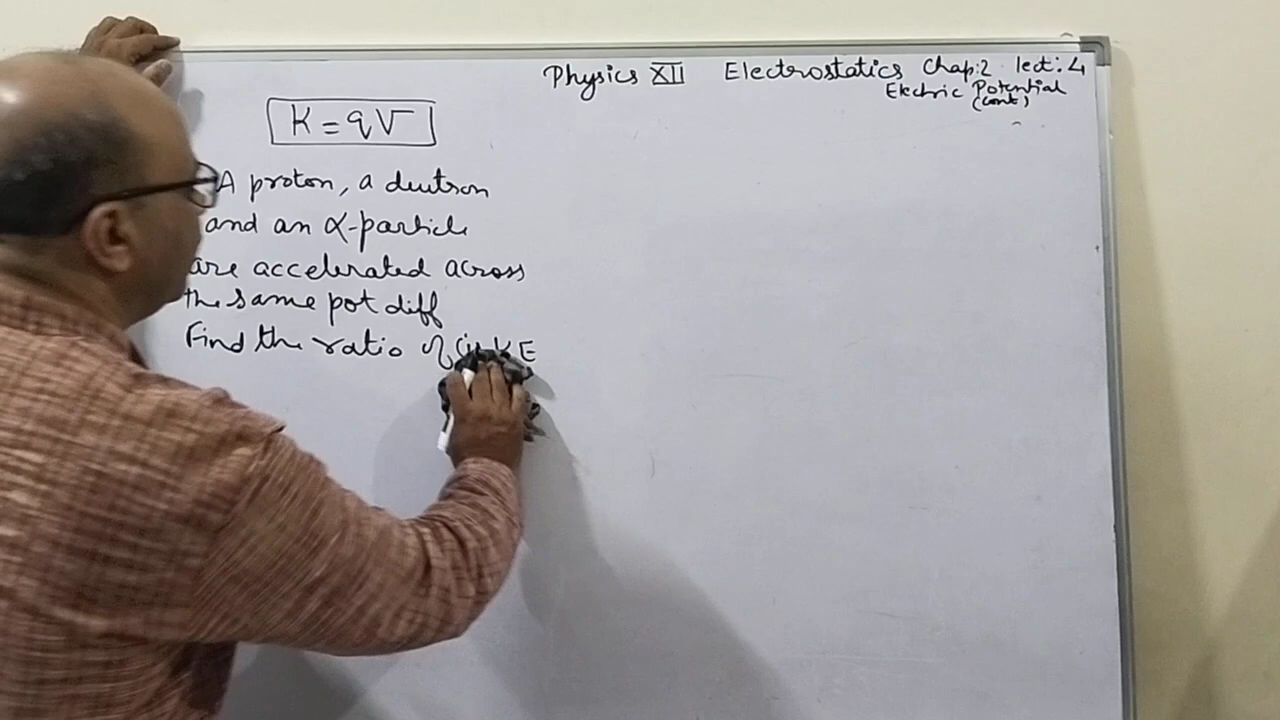 Physics XII Electrostatics Chap:2 lect:4
Electric Potential
(cont)
K = qV
A proton, a deutron
and an α-particle
are accelerated across
the same pot diff
Find the ratio of (i) KE